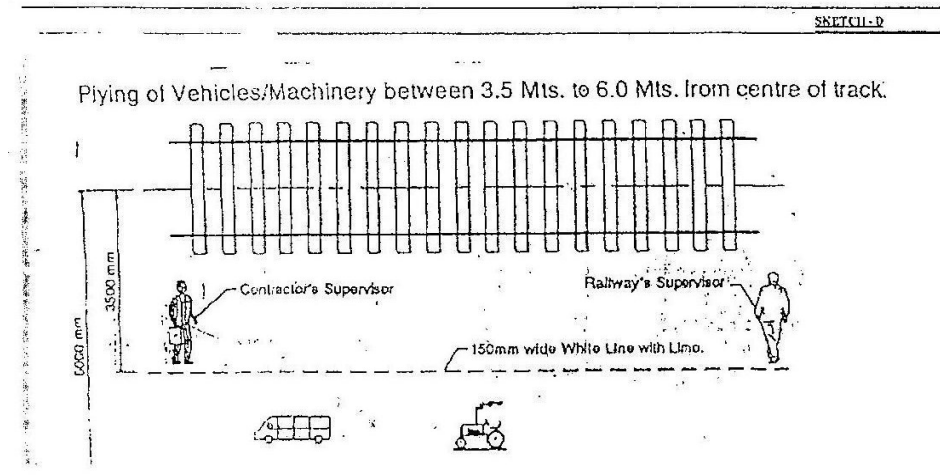 SKETCH-D
Plying of Vehicles/Machinery between 3.5 Mts. to 6.0 Mts. from centre of track.
3500 mm
6000 mm
Contractor's Supervisor
Railway's Supervisor
150mm wide White Line with Lime.